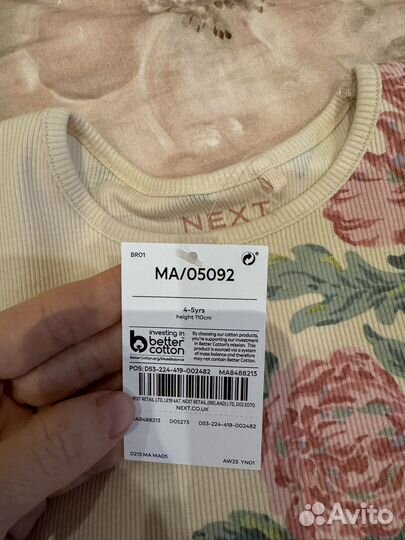 NEXT
BR01
MA/05092
4-5yrs
height 110cm
investing in
better
cotton
BetterCotton.org/MassBalance
By choosing our cotton products,
you're supporting our investment
in Better Cotton's mission. This
product is sourced via a system
of mass balance and therefore
may not contain Better Cotton.
POS: D53-224-419-002482 MA8488213
NEXT RETAIL LTD, LE19 4AT. NEXT RETAIL (IRELAND) LTD, D02 ED70.
NEXT.CO.UK
MA8488213 D05273 D53-224-419-002482
D213 MA MA05 AW23 YN01
Avito